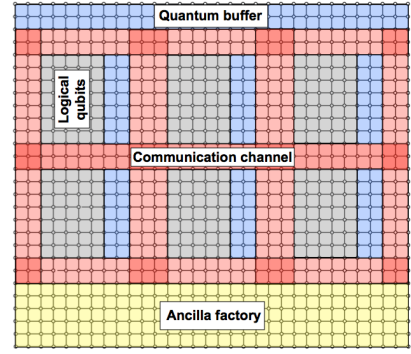 Quantum buffer
Logical
qubits
Communication channel
Ancilla factory